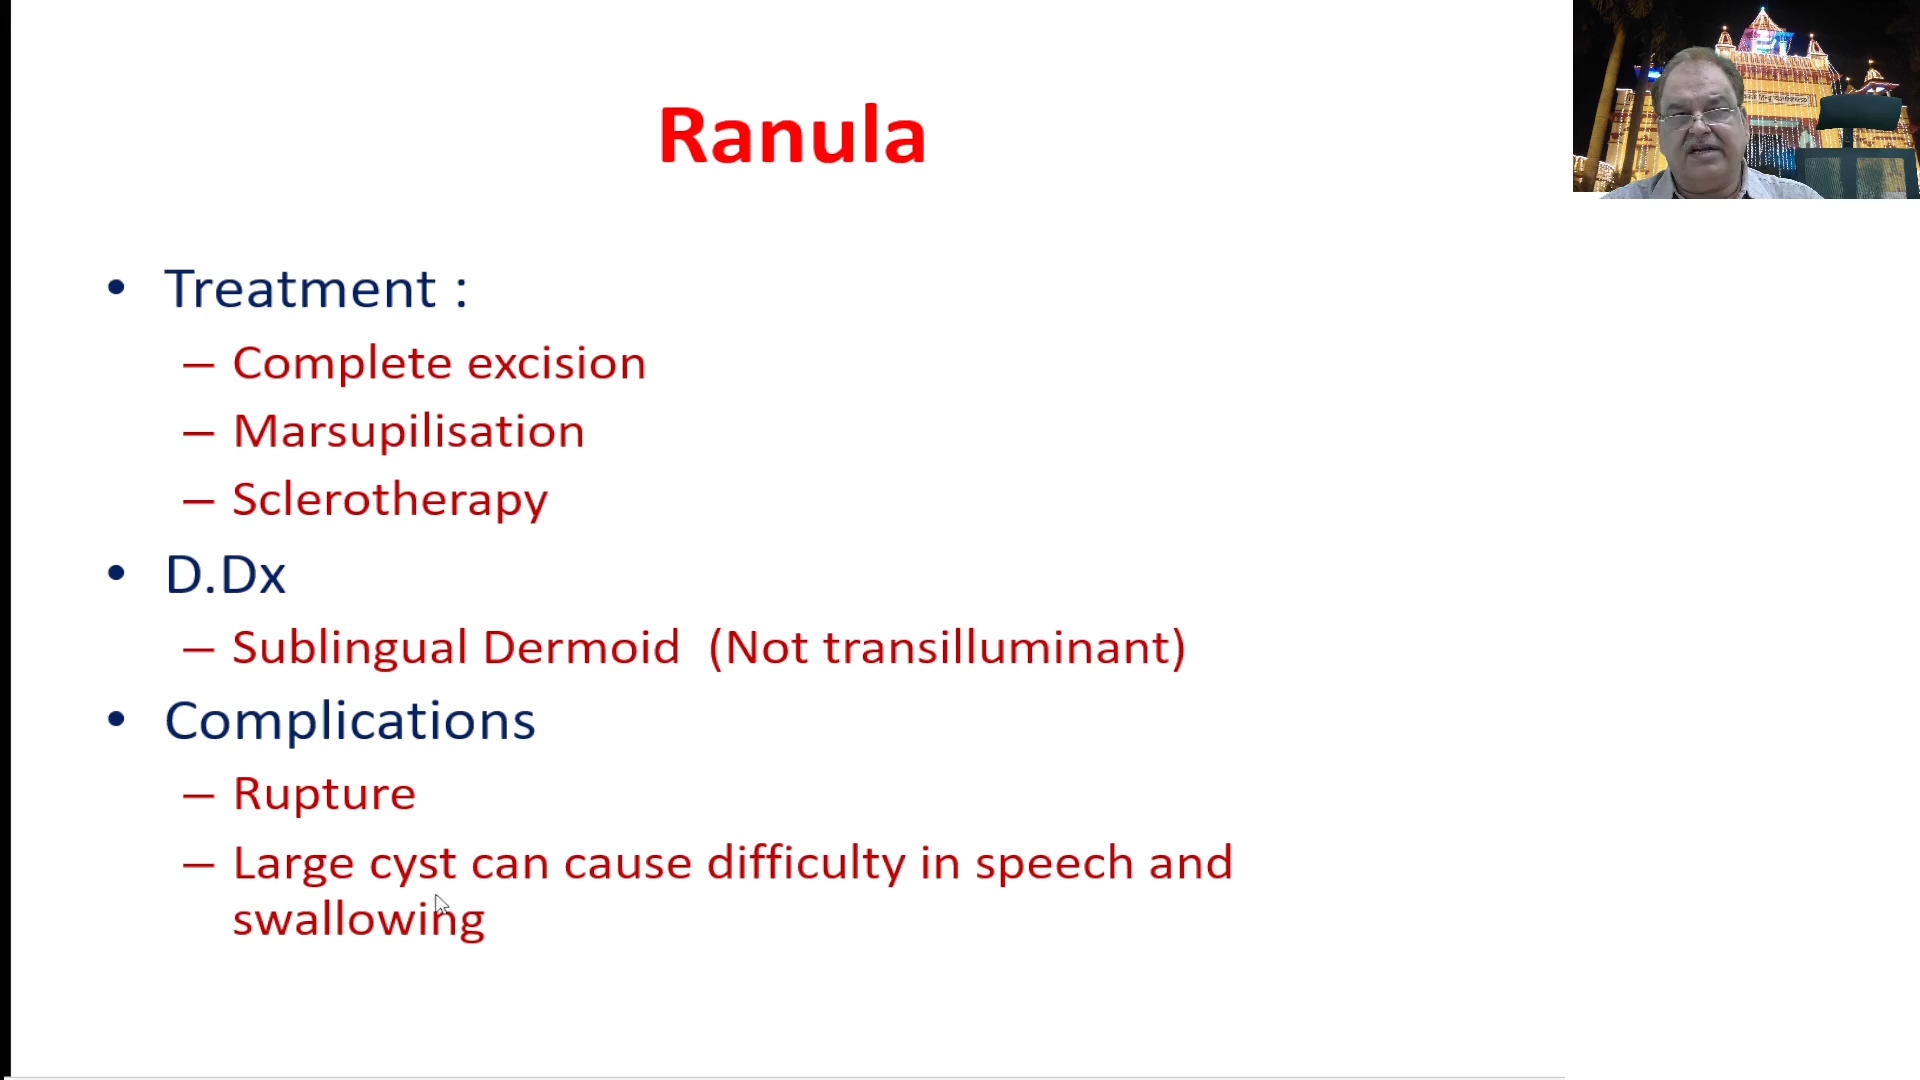 Ranula
• Treatment :
– Complete excision
– Marsupilisation
– Sclerotherapy
• D.Dx
– Sublingual Dermoid (Not transilluminant)
• Complications
– Rupture
– Large cyst can cause difficulty in speech and
swallowing